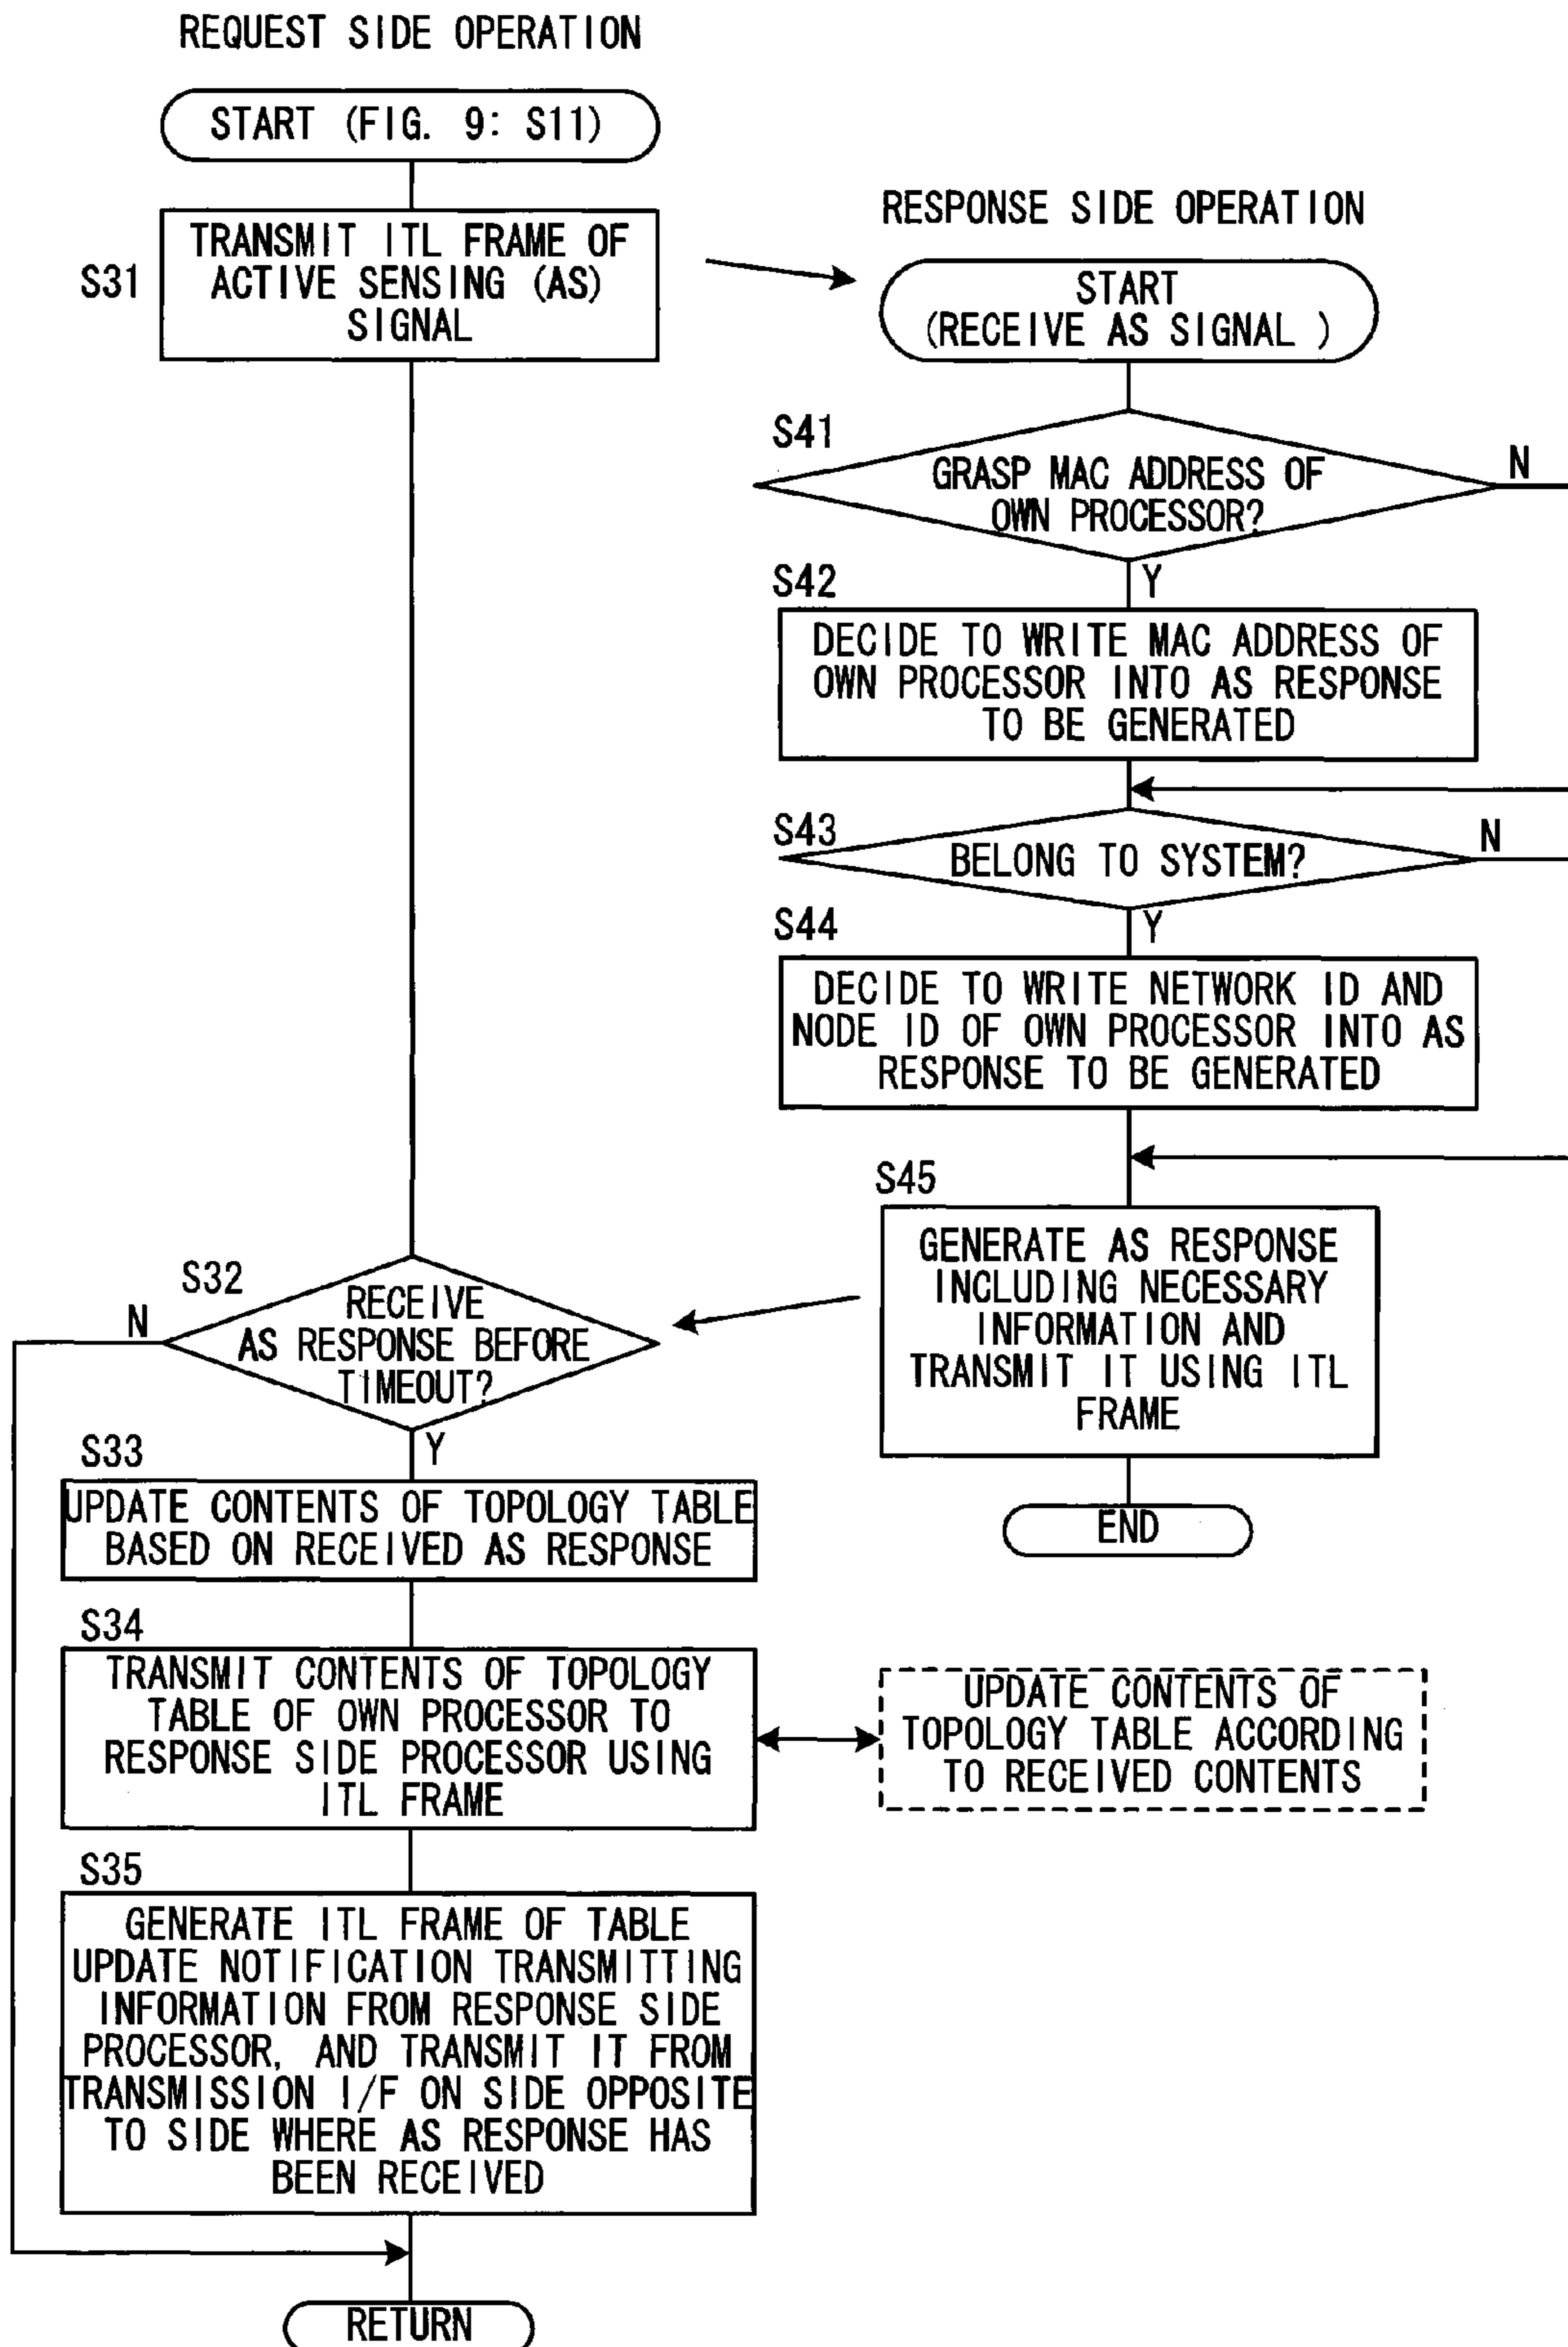 REQUEST SIDE OPERATION
START (FIG. 9: S11)
S31
TRANSMIT ITL FRAME OF
ACTIVE SENSING (AS)
SIGNAL
RESPONSE SIDE OPERATION
START
(RECEIVE AS SIGNAL )
S41
GRASP MAC ADDRESS OF
OWN PROCESSOR?
N
Y
S42
DECIDE TO WRITE MAC ADDRESS OF
OWN PROCESSOR INTO AS RESPONSE
TO BE GENERATED
S43
BELONG TO SYSTEM?
N
Y
S44
DECIDE TO WRITE NETWORK ID AND
NODE ID OF OWN PROCESSOR INTO AS
RESPONSE TO BE GENERATED
S45
GENERATE AS RESPONSE
INCLUDING NECESSARY
INFORMATION AND
TRANSMIT IT USING ITL
FRAME
END
S32
RECEIVE
AS RESPONSE BEFORE
TIMEOUT?
N
Y
S33
UPDATE CONTENTS OF TOPOLOGY TABLE
BASED ON RECEIVED AS RESPONSE
S34
TRANSMIT CONTENTS OF TOPOLOGY
TABLE OF OWN PROCESSOR TO
RESPONSE SIDE PROCESSOR USING
ITL FRAME
UPDATE CONTENTS OF
TOPOLOGY TABLE ACCORDING
TO RECEIVED CONTENTS
S35
GENERATE ITL FRAME OF TABLE
UPDATE NOTIFICATION TRANSMITTING
INFORMATION FROM RESPONSE SIDE
PROCESSOR, AND TRANSMIT IT FROM
TRANSMISSION I/F ON SIDE OPPOSITE
TO SIDE WHERE AS RESPONSE HAS
BEEN RECEIVED
RETURN